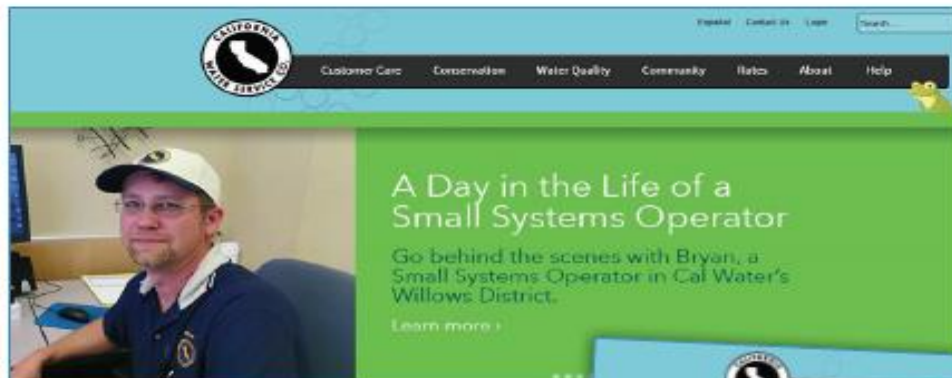 Español Contact Us Login Search...
CALIFORNIA
WATER SERVICE CO.
Customer Care Conservation Water Quality Community Rates About Help
A Day in the Life of a
Small Systems Operator
Go behind the scenes with Bryan, a
Small Systems Operator in Cal Water's
Willows District.
Learn more ›
CALIFORNIA